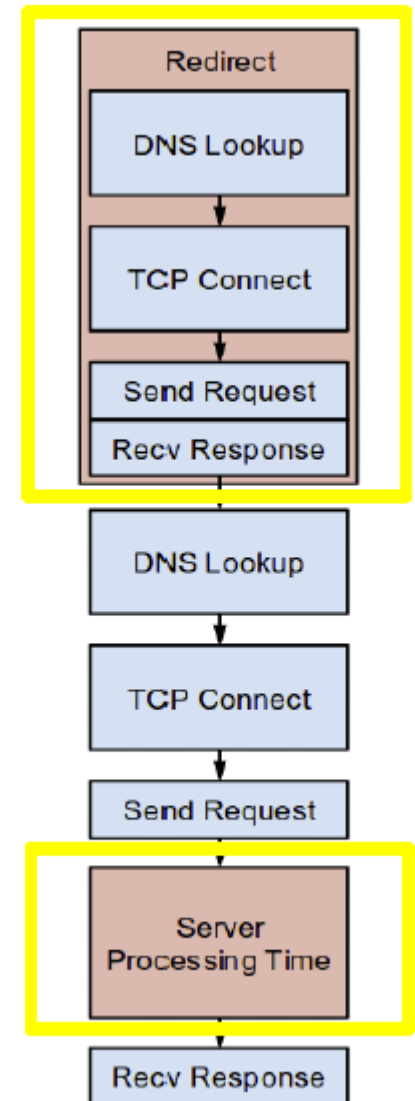 Redirect
DNS Lookup
TCP Connect
Send Request
Recv Response
DNS Lookup
TCP Connect
Send Request
Server
Processing Time
Recv Response